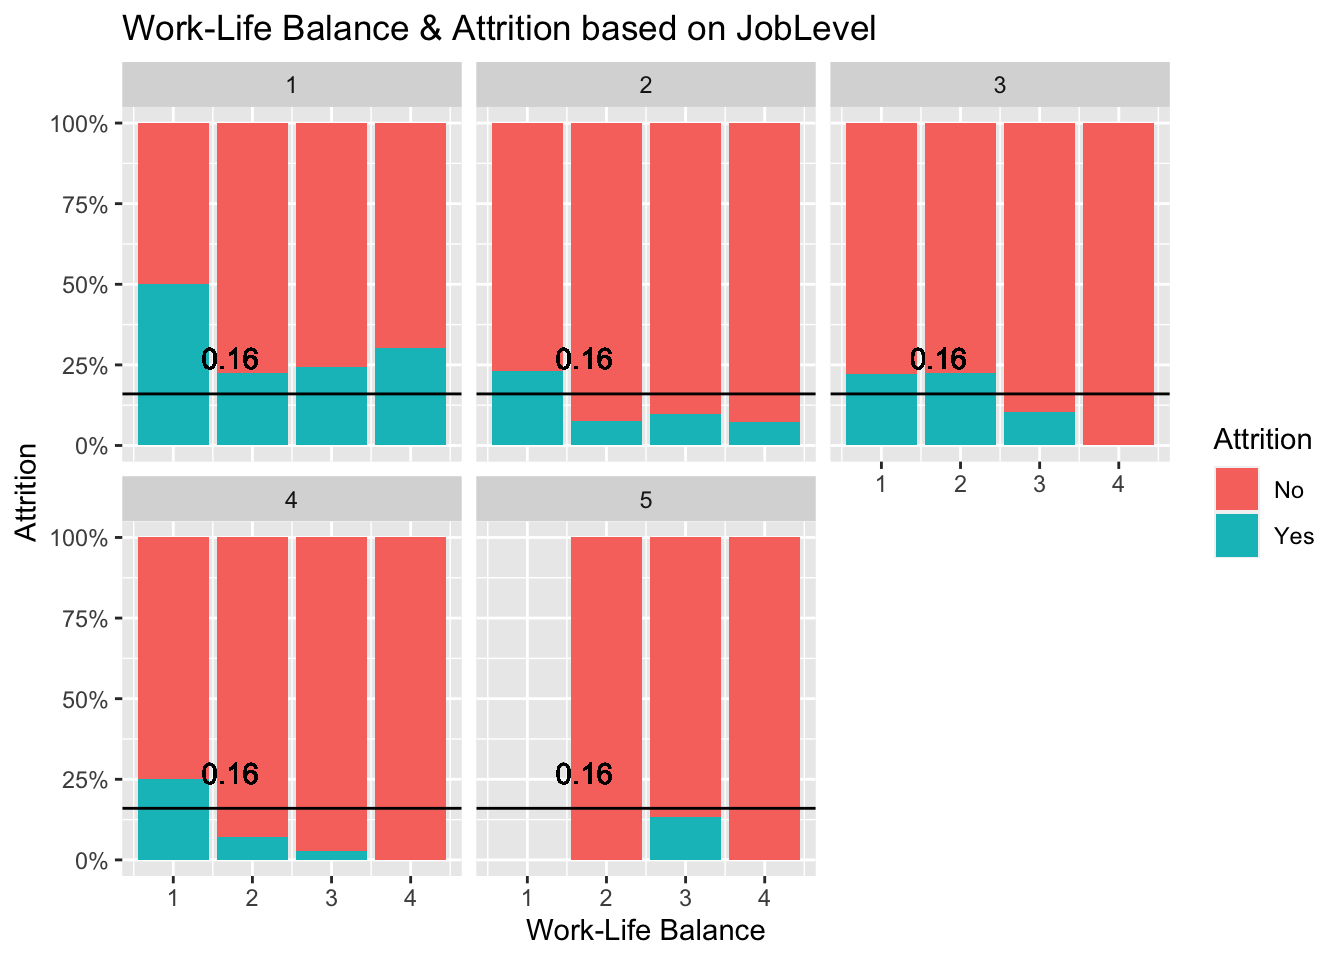 Work-Life Balance & Attrition based on JobLevel
1 2 3
100%
75%
50%
25%
0%
0.16 0.16 0.16
1 2 3 4
4 5
100%
75%
50%
25%
0%
0.16 0.16
1 2 3 4 1 2 3 4
Work-Life Balance
Attrition
Attrition
No
Yes